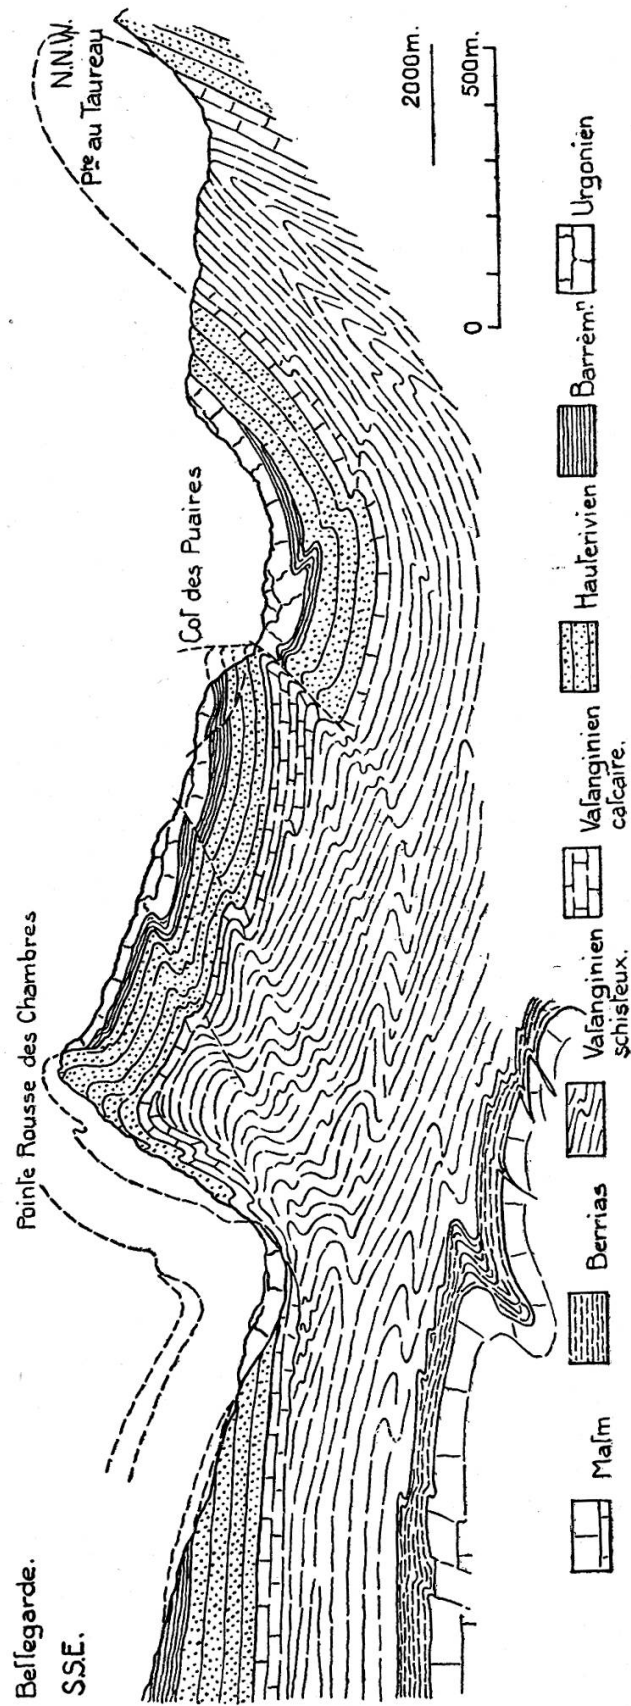 Bellegarde.
S.S.E.
Pointe Rousse des Chambres
Col des Puaires
N.N.W.
Pte au Taureau
2000m.
0 500m.
Malm
Berrias
Valanginien schisteux.
Valanginien calcaire.
Hauterivien
Barrèmn
Urgonien